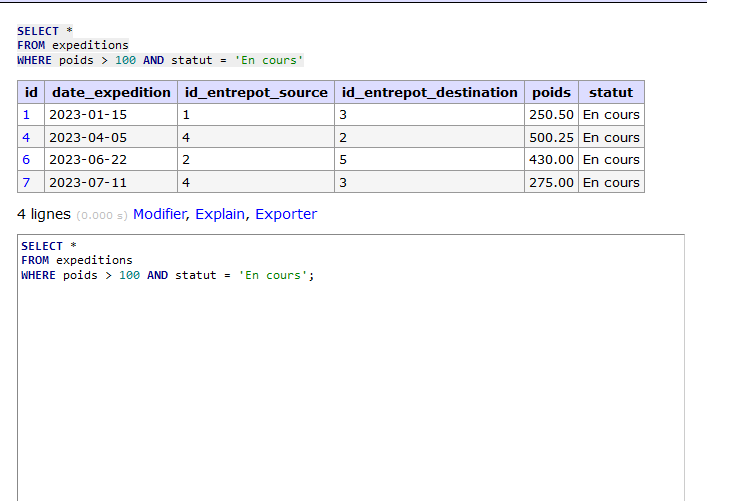 SELECT *
FROM expeditions
WHERE poids > 100 AND statut = 'En cours'
id date_expedition id_entrepot_source id_entrepot_destination poids statut
1 2023-01-15 1 3 250.50 En cours
4 2023-04-05 4 2 500.25 En cours
6 2023-06-22 2 5 430.00 En cours
7 2023-07-11 4 3 275.00 En cours
4 lignes (0.000 s) Modifier, Explain, Exporter
SELECT *
FROM expeditions
WHERE poids > 100 AND statut = 'En cours';